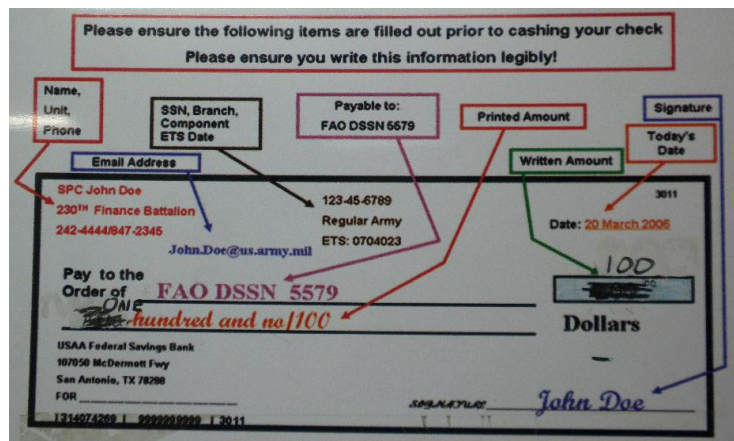 Please ensure the following items are filled out prior to cashing your check
Please ensure you write this information legibly!
Name,
Unit,
Phone
SSN, Branch,
Component
ETS Date
Payable to:
FAO DSSN 5579
Printed Amount
Signature
Today's
Date
Email Address
Written Amount
SPC John Doe
230TH Finance Battalion
242-4444/847-2345
123-45-6789
Regular Army
ETS: 0704023
3011
Date: 20 March 2006
John.Doe@us.army.mil
Pay to the
Order of FAO DSSN 5579
100
00
ONE
hundred and no/100
Dollars
USAA Federal Savings Bank
107050 McDermott Fwy
San Antonio, TX 78288
FOR
SIGNATURE John Doe
|314074269 | 9999999999 | 3011